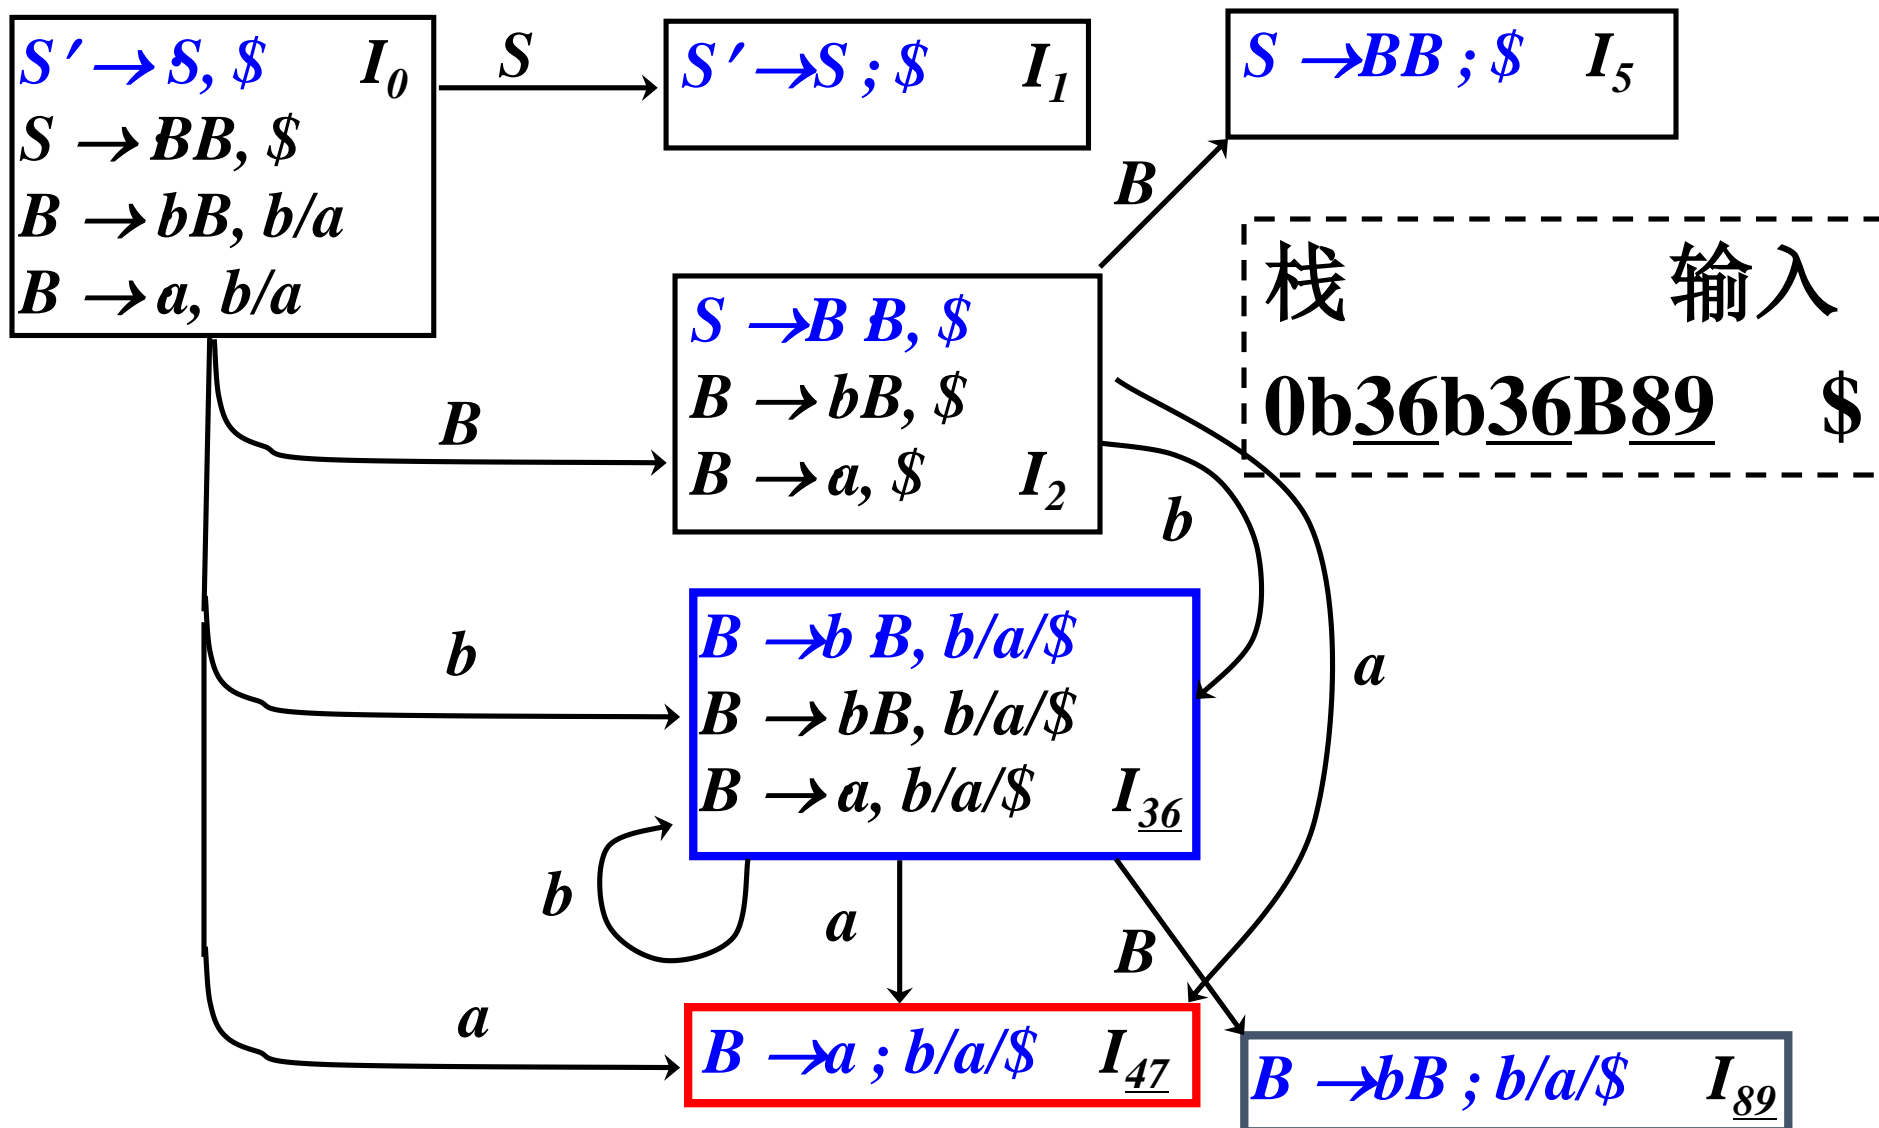 S′ → ·S, $ I0
S → ·BB, $
B → ·bB, b/a
B → ·a, b/a
S
S′ → S·, $ I1
S → BB·, $ I5
B
栈 输入
0b36b36B89 $
B
S → B·B, $
B → ·bB, $
B → ·a, $ I2
b
a
b
B → b·B, b/a/$
B → ·bB, b/a/$
B → ·a, b/a/$ I36
b
a
B
a
B → a·, b/a/$ I47
B → bB·, b/a/$ I89